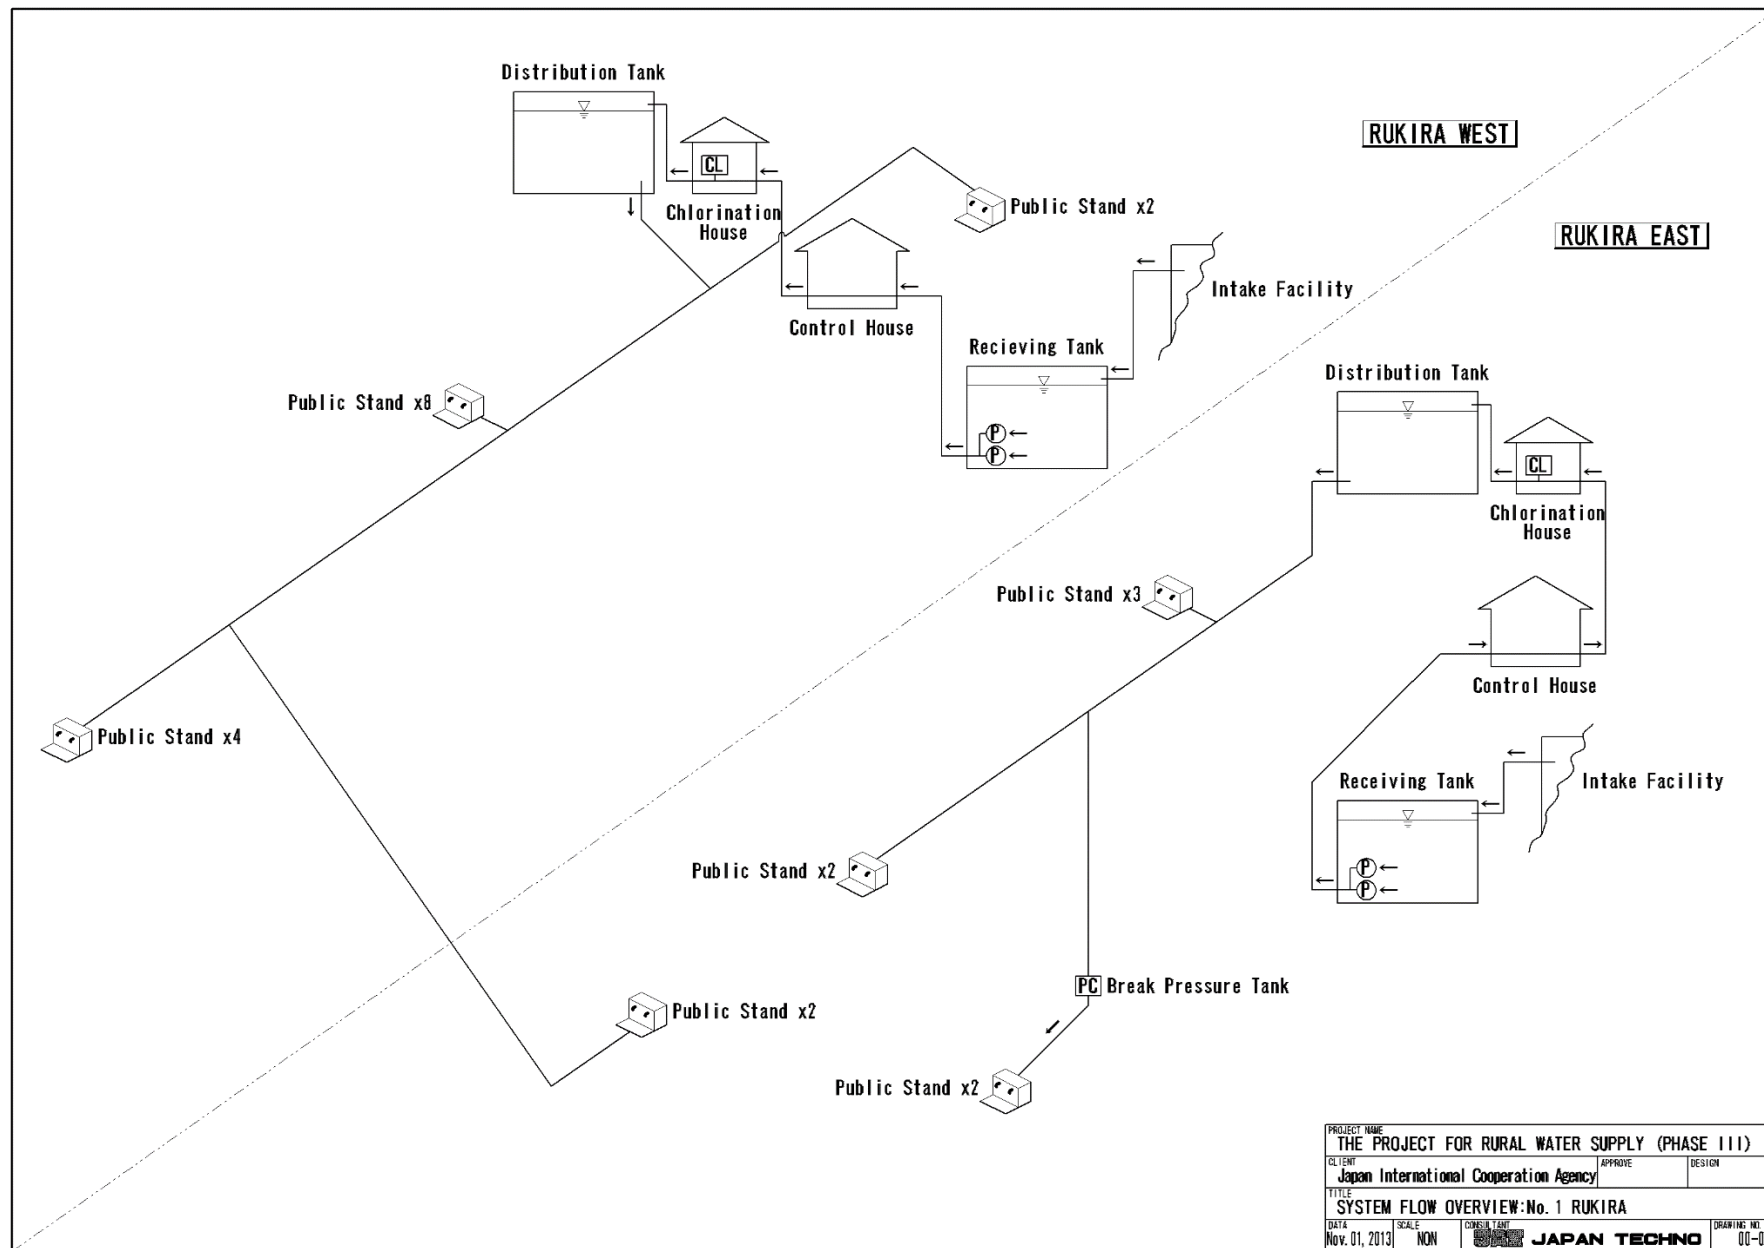 Distribution Tank
RUKIRA WEST
CL
Chlorination
House
Public Stand x2
RUKIRA EAST
Intake Facility
Control House
Recieving Tank
Public Stand x8
P
P
Distribution Tank
CL
Chlorination
House
Public Stand x3
Control House
Public Stand x4
Receiving Tank
Intake Facility
P
P
Public Stand x2
PC Break Pressure Tank
Public Stand x2
Public Stand x2
PROJECT NAME
THE PROJECT FOR RURAL WATER SUPPLY (PHASE III)
CLIENT
Japan International Cooperation Agency
APPROVE
DESIGN
TITLE
SYSTEM FLOW OVERVIEW:No. 1 RUKIRA
DATA
Nov. 01, 2013
SCALE
NON
CONSULTANT
JAPAN TECHNO
DRAWING NO.